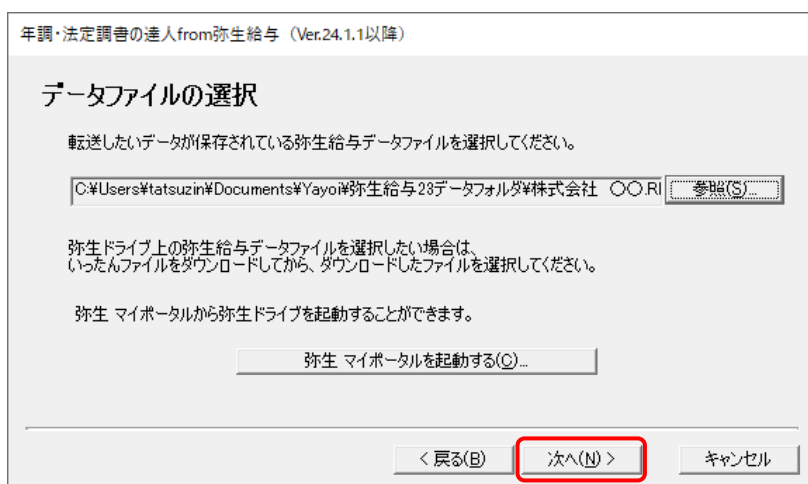 年調・法定調書の達人from弥生給与（Ver.24.1.1以降）
データファイルの選択
転送したいデータが保存されている弥生給与データファイルを選択してください。
C:¥Users¥tatsuzin¥Documents¥Yayoi¥弥生給与23データフォルダ¥株式会社　〇〇.RI 参照(S)...
弥生ドライブ上の弥生給与データファイルを選択したい場合は、
いったんファイルをダウンロードしてから、ダウンロードしたファイルを選択してください。
弥生 マイポータルから弥生ドライブを起動することができます。
弥生 マイポータルを起動する(C)...
< 戻る(B) 次へ(N) > キャンセル